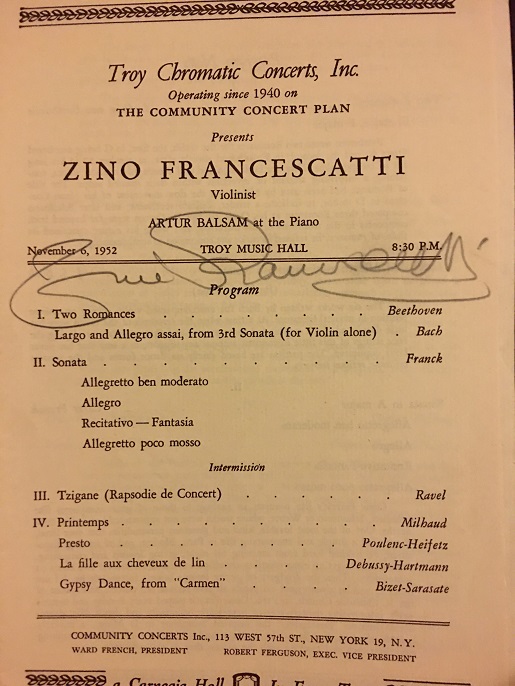 Troy Chromatic Concerts, Inc.
Operating since 1940 on
THE COMMUNITY CONCERT PLAN
Presents
ZINO FRANCESCATTI
Violinist
ARTUR BALSAM at the Piano
November 6, 1952 TROY MUSIC HALL 8:30 P.M.
Zino Francescatti
Program
I. Two Romances . . . . . . . Beethoven
Largo and Allegro assai, from 3rd Sonata (for Violin alone) . Bach
II. Sonata . . . . . . . . . Franck
Allegretto ben moderato
Allegro
Recitativo — Fantasia
Allegretto poco mosso
Intermission
III. Tzigane (Rapsodie de Concert) . . . . . Ravel
IV. Printemps . . . . . . . . Milhaud
Presto . . . . . . . . Poulenc-Heifetz
La fille aux cheveux de lin . . . . Debussy-Hartmann
Gypsy Dance, from "Carmen" . . . . Bizet-Sarasate
COMMUNITY CONCERTS Inc., 113 WEST 57th ST., NEW YORK 19, N.Y.
WARD FRENCH, PRESIDENT ROBERT FERGUSON, EXEC. VICE PRESIDENT
a Carnegie Hall